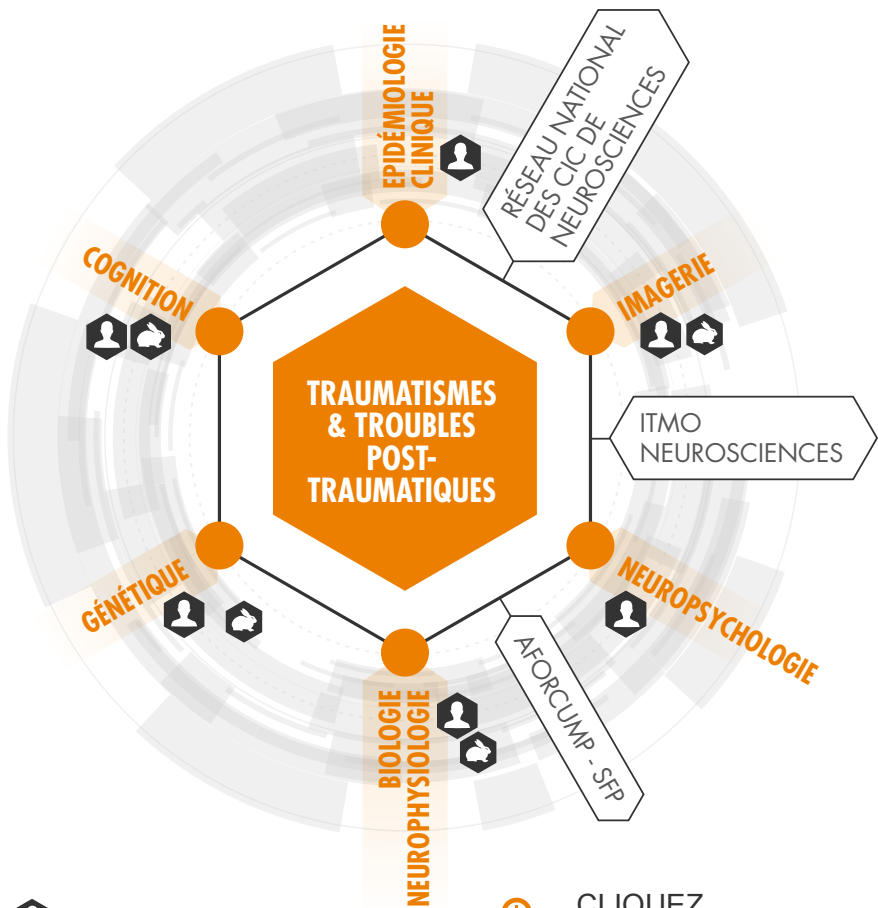 EPIDÉMIOLOGIE
CLINIQUE
RÉSEAU NATIONAL
DES CIC DE
NEUROSCIENCES
COGNITION
IMAGERIE
TRAUMATISMES
& TROUBLES
POST-
TRAUMATIQUES
ITMO
NEUROSCIENCES
GÉNÉTIQUE
NEUROPSYCHOLOGIE
AFORCUMP - SFP
BIOLOGIE
NEUROPHYSIOLOGIE
CLIQUEZ